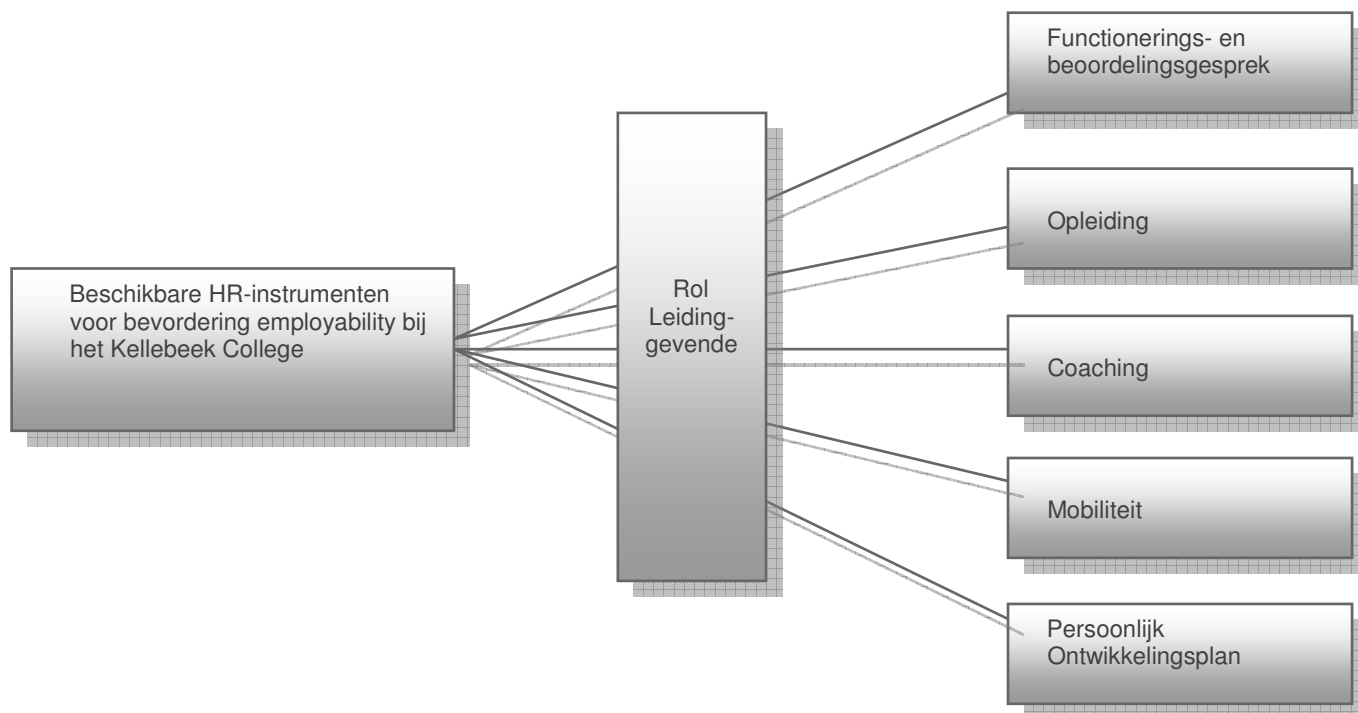 Beschikbare HR-instrumenten
voor bevordering employability bij
het Kellebeek College
Rol
Leiding-
gevende
Functionerings- en
beoordelingsgesprek
Opleiding
Coaching
Mobiliteit
Persoonlijk
Ontwikkelingsplan